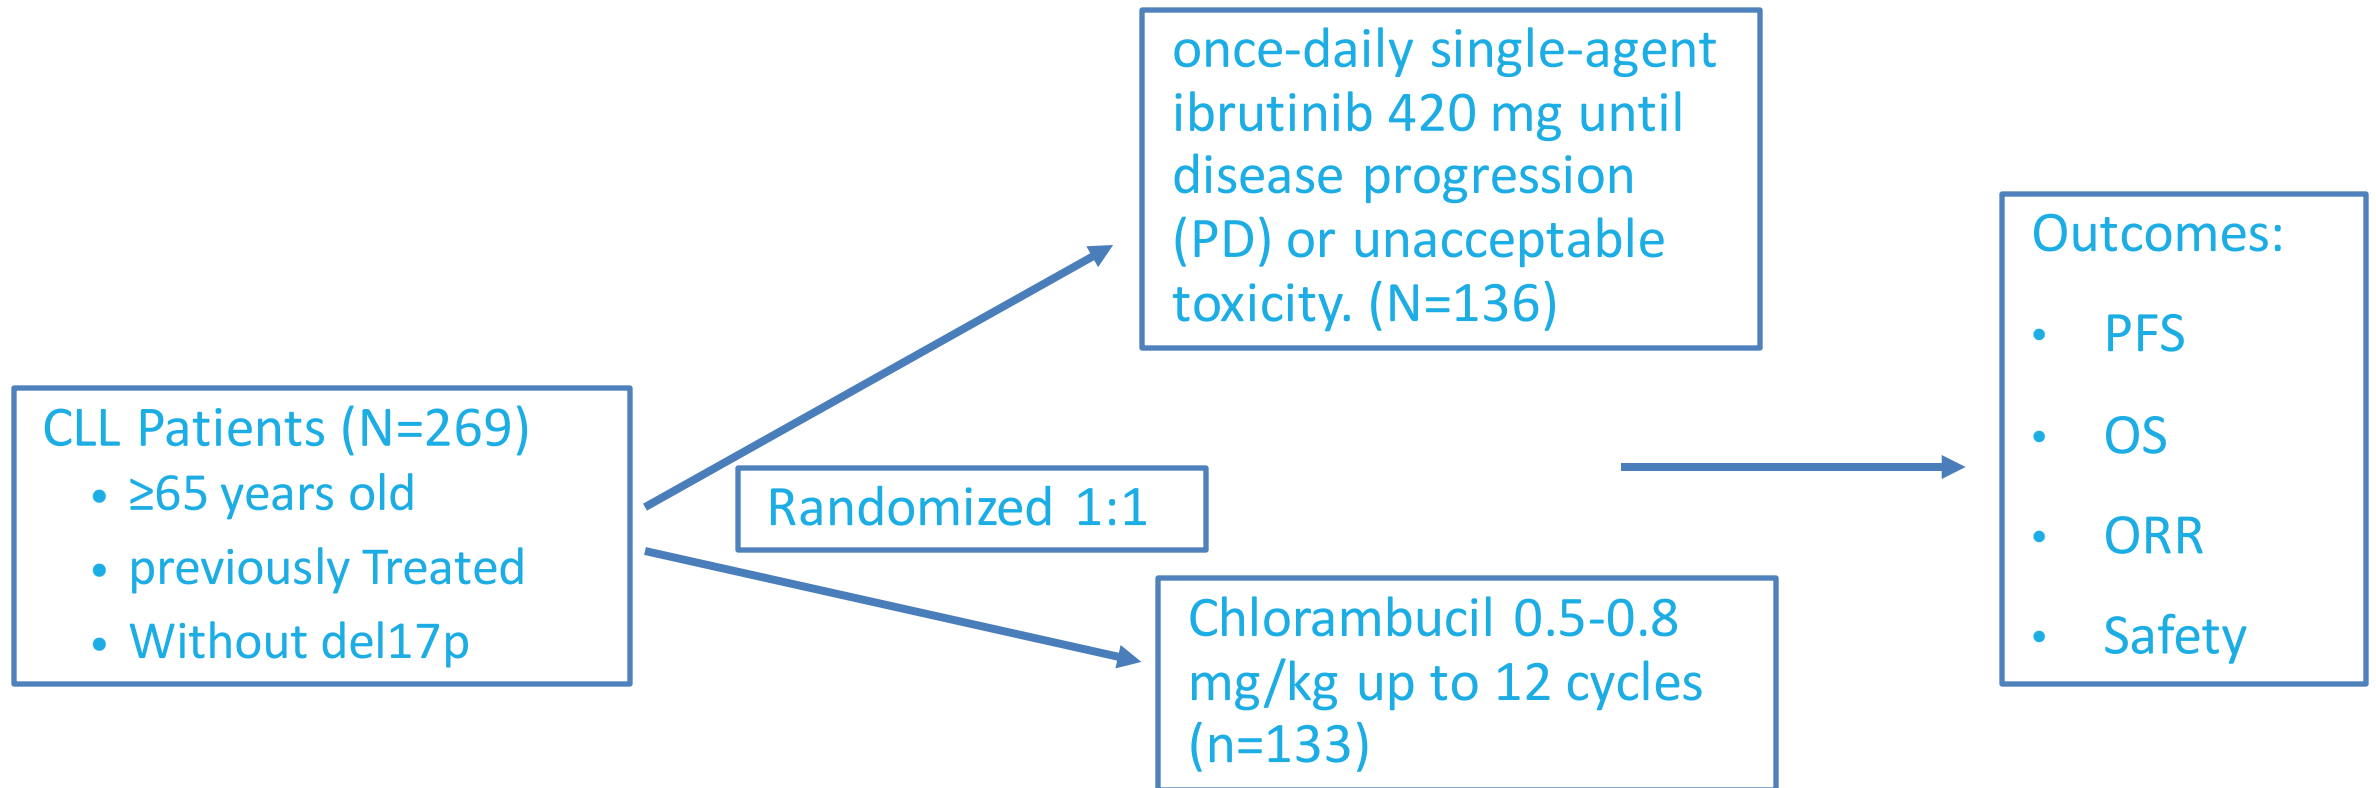 CLL Patients (N=269)
• ≥65 years old
• previously Treated
• Without del17p
Randomized 1:1
once-daily single-agent
ibrutinib 420 mg until
disease progression
(PD) or unacceptable
toxicity. (N=136)
Chlorambucil 0.5-0.8
mg/kg up to 12 cycles
(n=133)
Outcomes:
• PFS
• OS
• ORR
• Safety